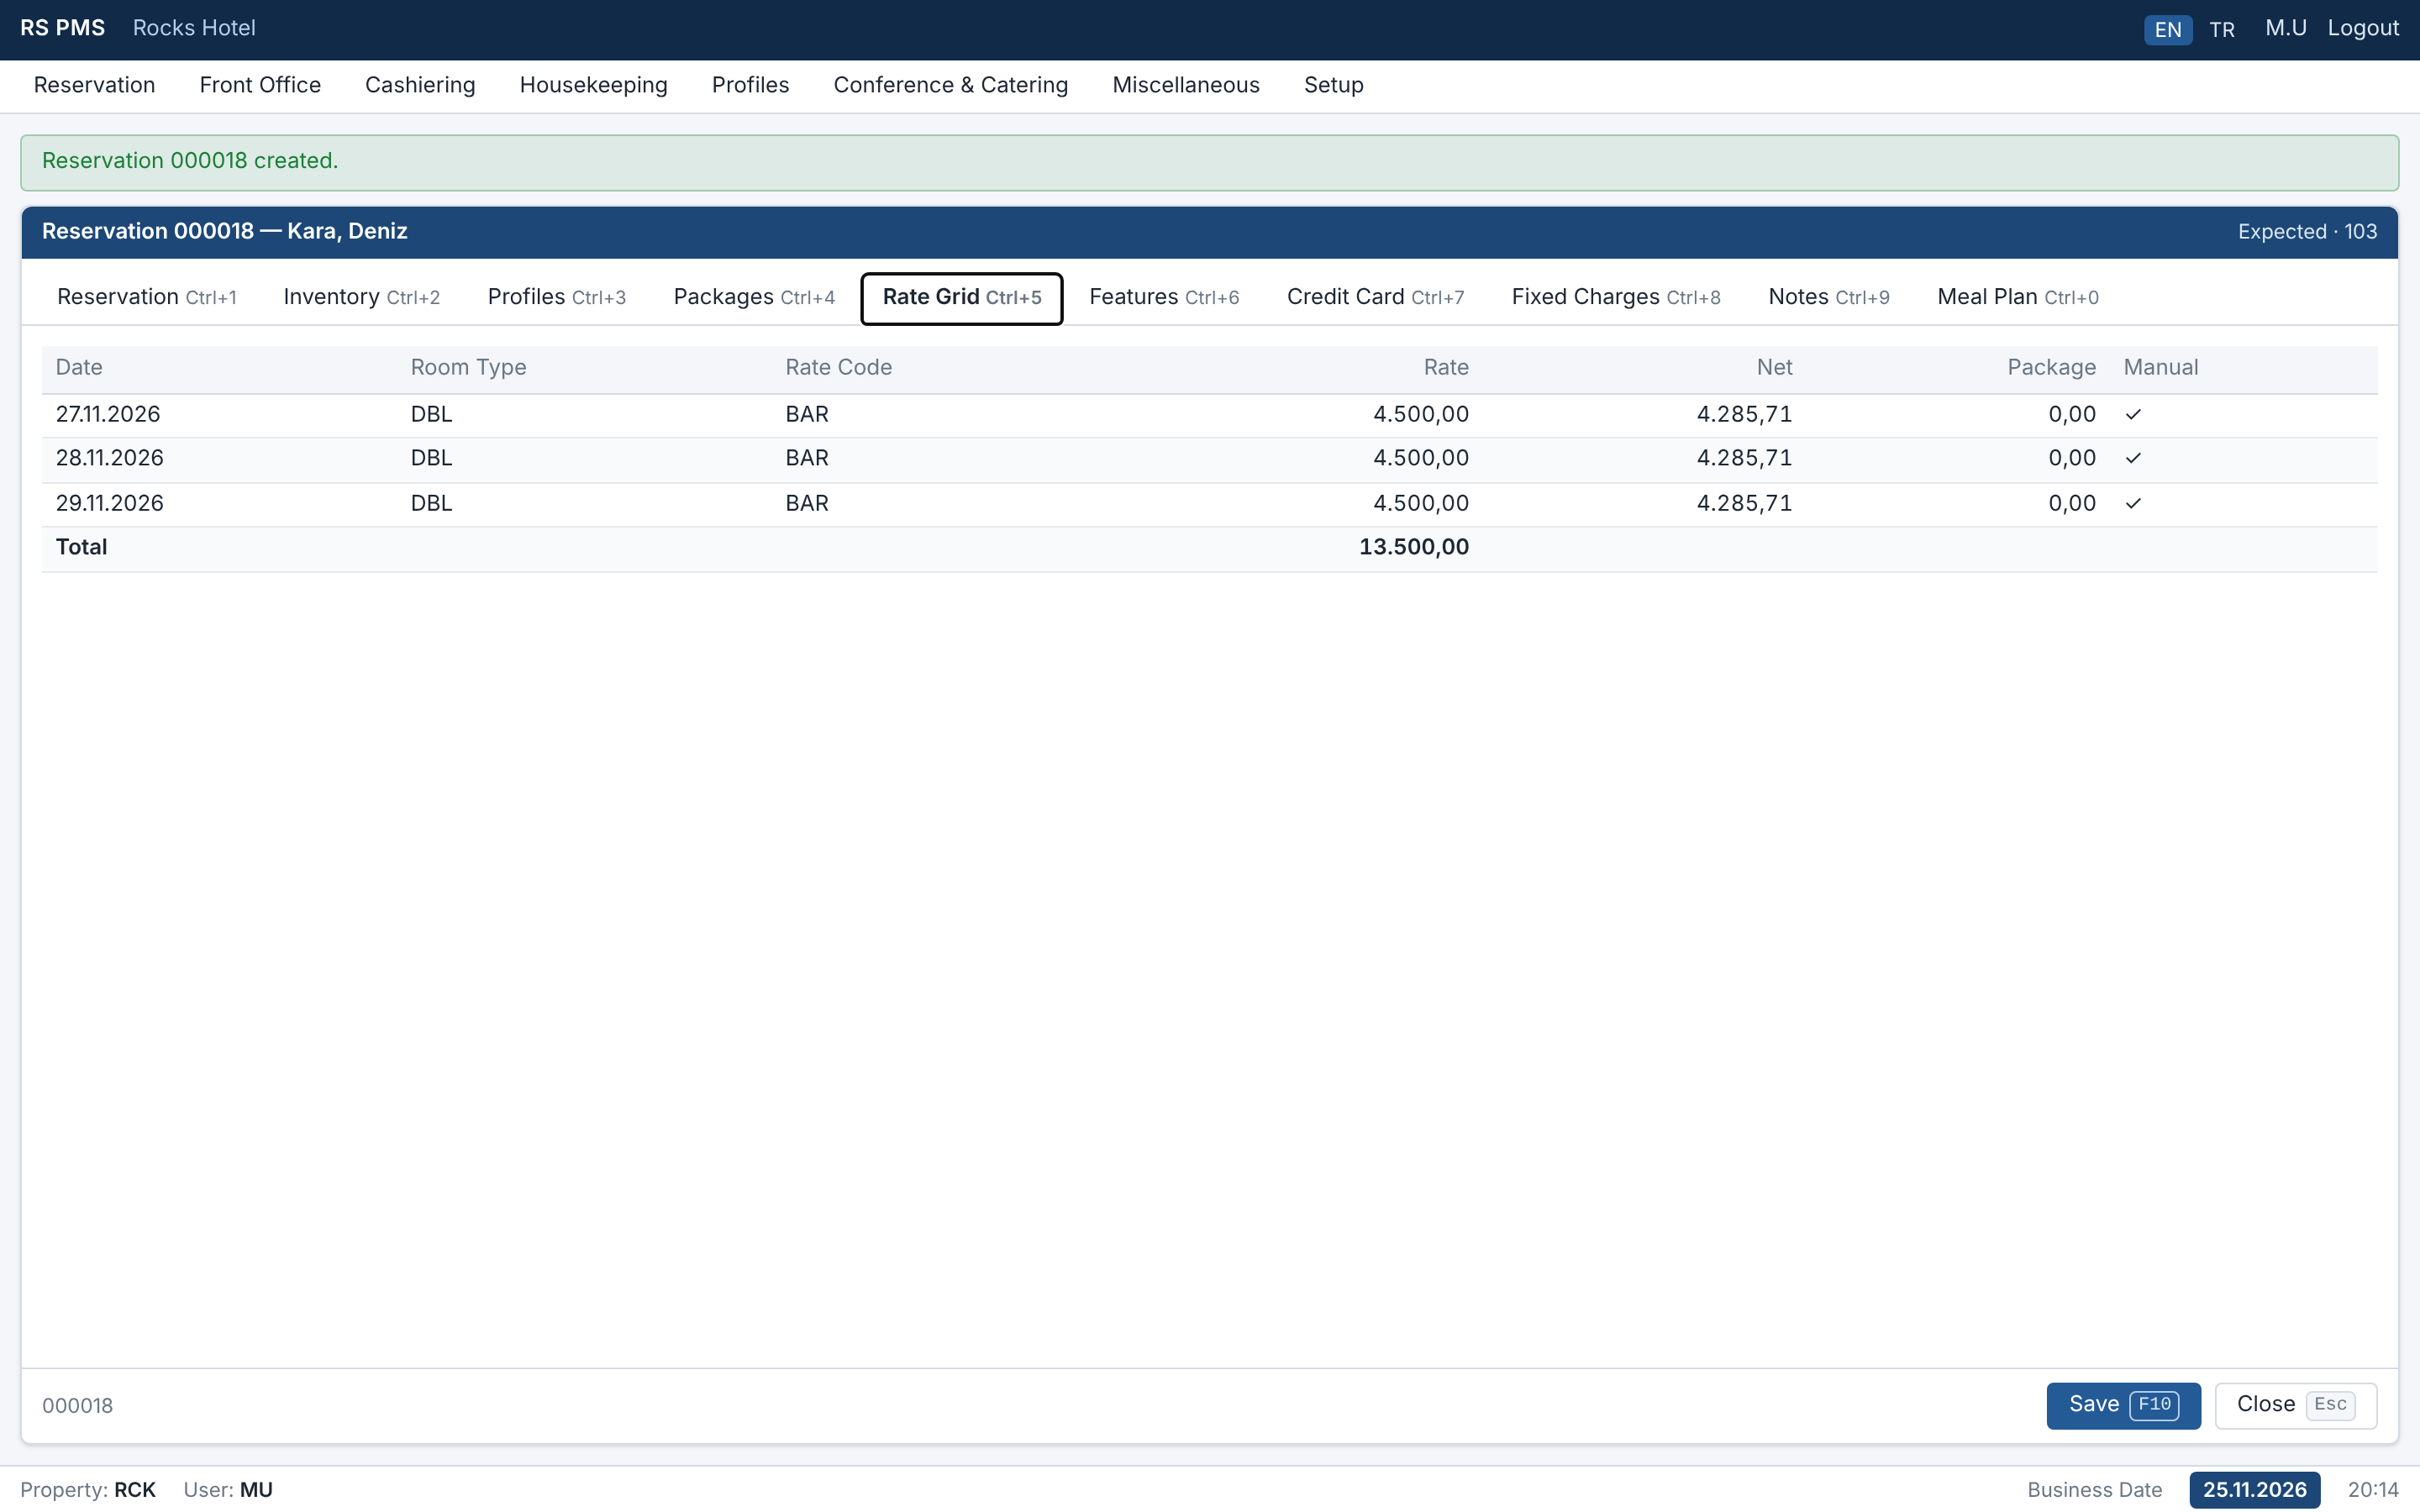 RS PMS Rocks Hotel EN TR M.U Logout
Reservation Front Office Cashiering Housekeeping Profiles Conference & Catering Miscellaneous Setup
Reservation 000018 created.
Reservation 000018 — Kara, Deniz Expected · 103
Reservation Ctrl+1 Inventory Ctrl+2 Profiles Ctrl+3 Packages Ctrl+4 Rate Grid Ctrl+5 Features Ctrl+6 Credit Card Ctrl+7 Fixed Charges Ctrl+8 Notes Ctrl+9 Meal Plan Ctrl+0
Date Room Type Rate Code Rate Net Package Manual
27.11.2026 DBL BAR 4.500,00 4.285,71 0,00 ✓
28.11.2026 DBL BAR 4.500,00 4.285,71 0,00 ✓
29.11.2026 DBL BAR 4.500,00 4.285,71 0,00 ✓
Total 13.500,00
000018 Save F10 Close Esc
Property: RCK User: MU Business Date 25.11.2026 20:14